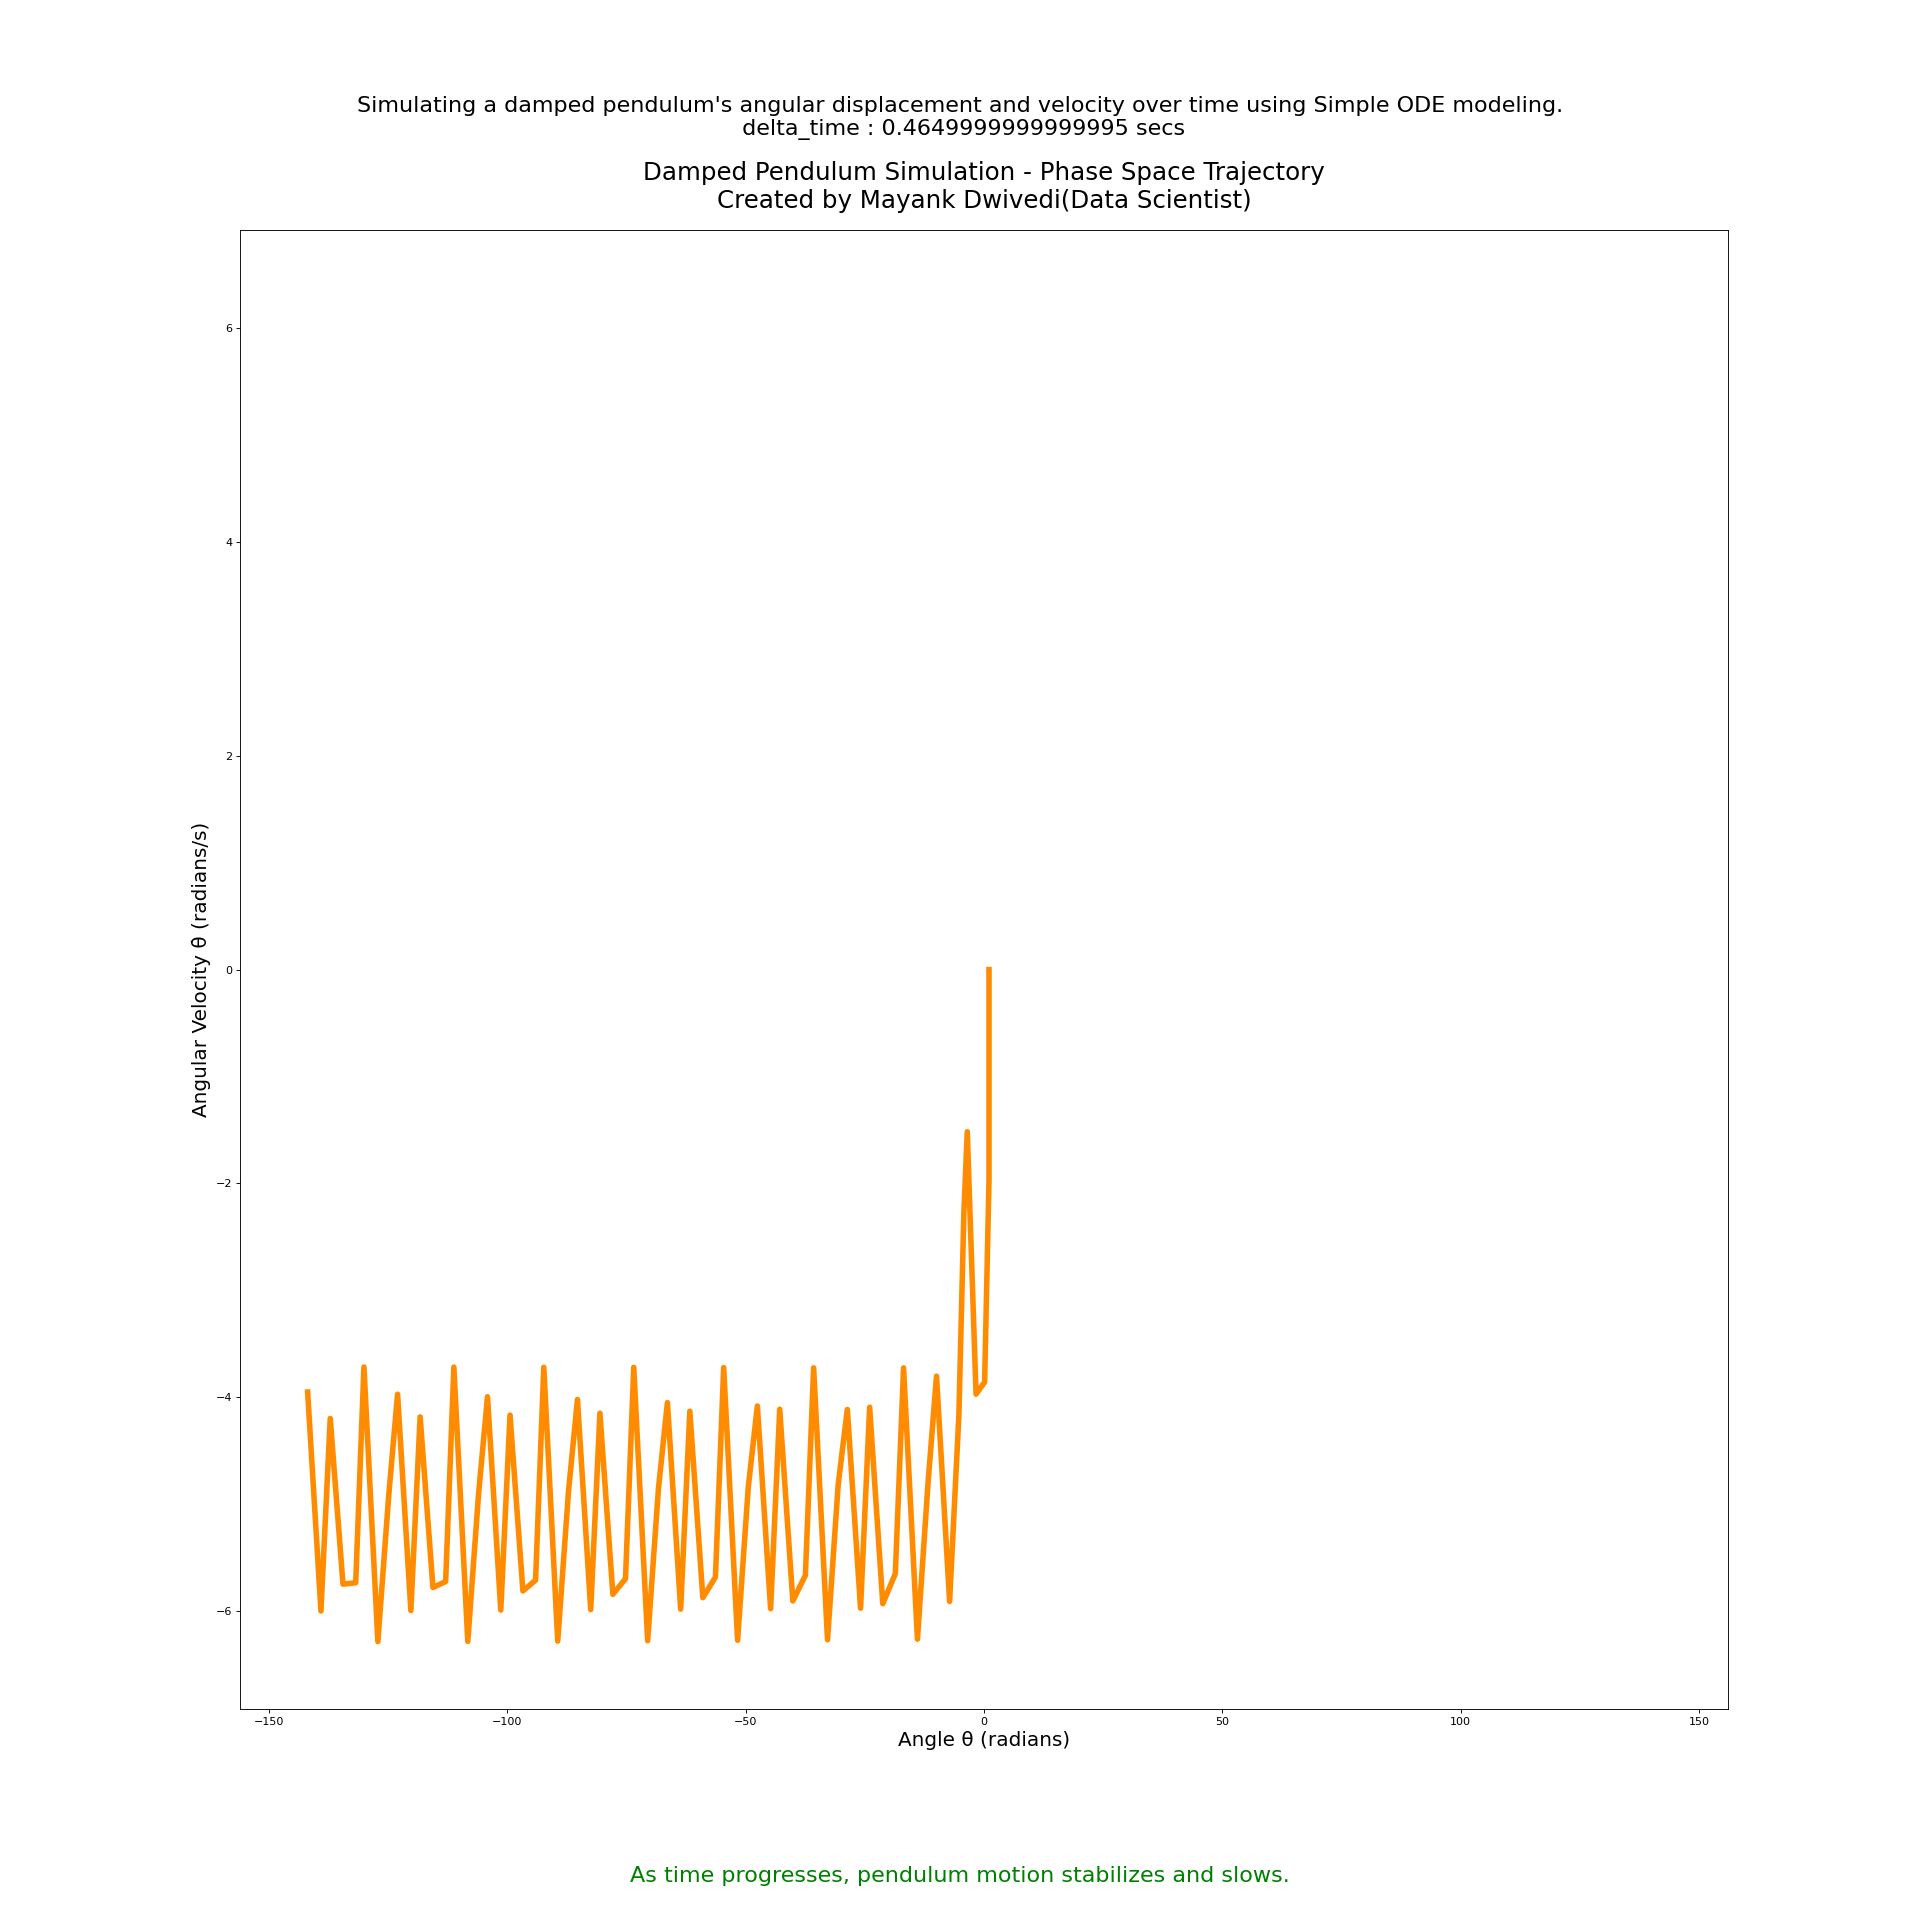 Simulating a damped pendulum's angular displacement and velocity over time using Simple ODE modeling.
delta_time : 0.4649999999999995 secs
Damped Pendulum Simulation - Phase Space Trajectory
Created by Mayank Dwivedi(Data Scientist)
Angular Velocity θ̇ (radians/s)
6
4
2
0
−2
−4
−6
−150
−100
−50
0
50
100
150
Angle θ (radians)
As time progresses, pendulum motion stabilizes and slows.